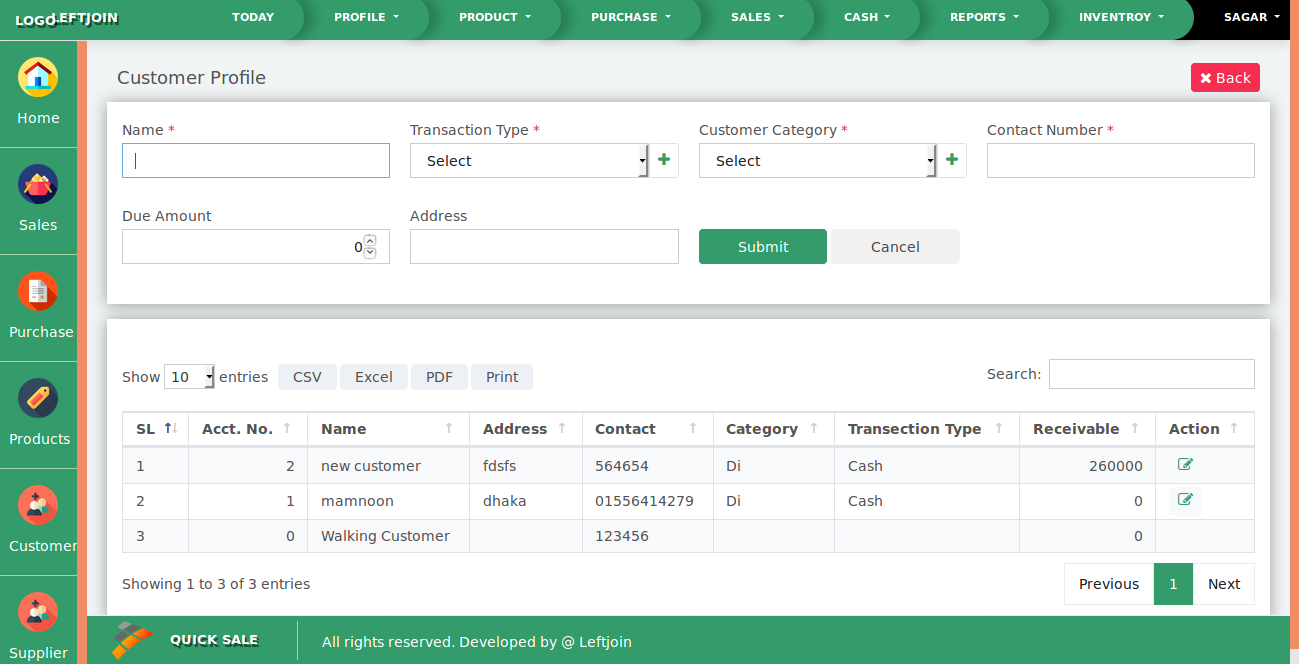 LOGO LEFTJOIN
TODAY PROFILE PRODUCT PURCHASE SALES CASH REPORTS INVENTROY SAGAR
Home
Sales
Purchase
Products
Customer
Supplier
Customer Profile
Back
Name * Transaction Type * Customer Category * Contact Number *
Select Select
Due Amount Address
0 Submit Cancel
Show 10 entries CSV Excel PDF Print Search:
SL Acct. No. Name Address Contact Category Transection Type Receivable Action
1 2 new customer fdsfs 564654 Di Cash 260000
2 1 mamnoon dhaka 01556414279 Di Cash 0
3 0 Walking Customer 123456 0
Showing 1 to 3 of 3 entries Previous 1 Next
QUICK SALE All rights reserved. Developed by @ Leftjoin